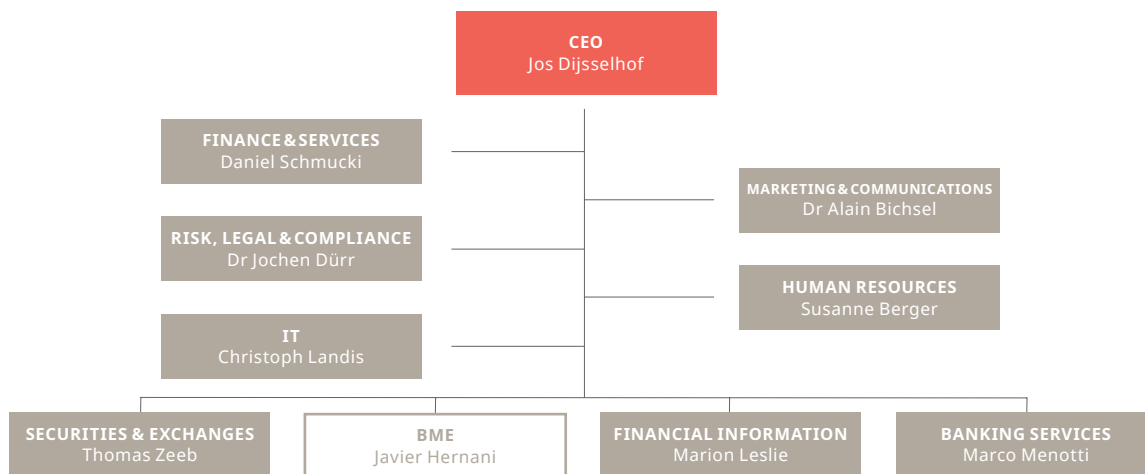 CEO
Jos Dijsselhof
FINANCE & SERVICES
Daniel Schmucki
MARKETING & COMMUNICATIONS
Dr Alain Bichsel
RISK, LEGAL & COMPLIANCE
Dr Jochen Dürr
HUMAN RESOURCES
Susanne Berger
IT
Christoph Landis
SECURITIES & EXCHANGES
Thomas Zeeb
BME
Javier Hernani
FINANCIAL INFORMATION
Marion Leslie
BANKING SERVICES
Marco Menotti